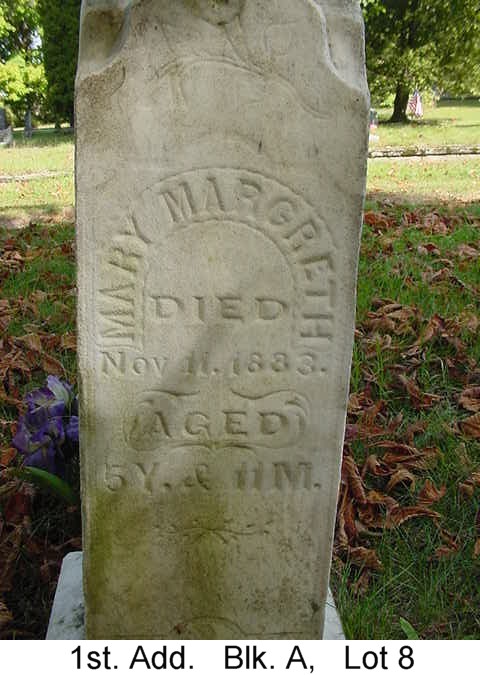 MARY MARGRETH
DIED
Nov 11. 1883.
AGED
5Y. & 11M.
1st. Add. Blk. A, Lot 8